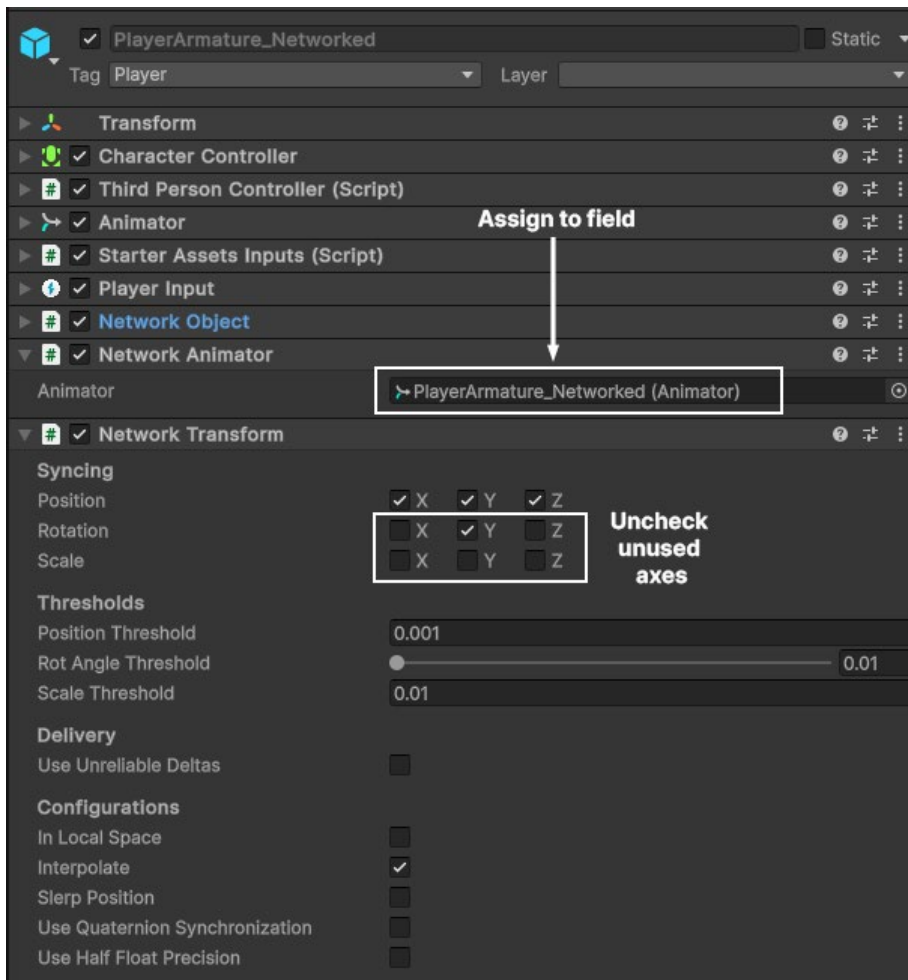 PlayerArmature_Networked Static
Tag Player Layer
Transform
Character Controller
Third Person Controller (Script)
Animator
Assign to field
Starter Assets Inputs (Script)
Player Input
Network Object
Network Animator
Animator PlayerArmature_Networked (Animator)
Network Transform
Syncing
Position X Y Z
Rotation X Y Z
Scale X Y Z
Uncheck
unused
axes
Thresholds
Position Threshold 0.001
Rot Angle Threshold 0.01
Scale Threshold 0.01
Delivery
Use Unreliable Deltas
Configurations
In Local Space
Interpolate
Slerp Position
Use Quaternion Synchronization
Use Half Float Precision